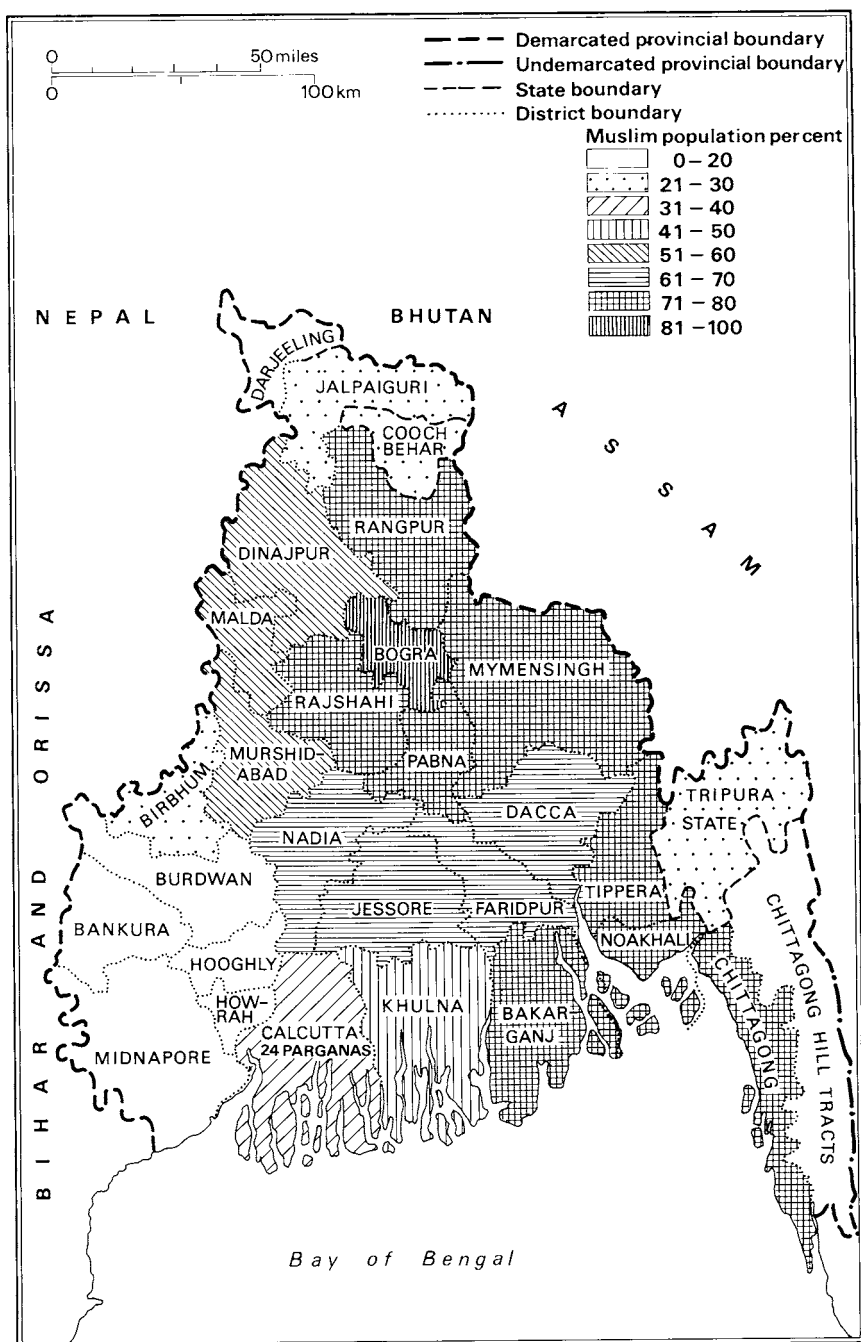 0 50 miles
0 100 km
Demarcated provincial boundary
Undemarcated provincial boundary
State boundary
District boundary
Muslim population percent
0–20
21–30
31–40
41–50
51–60
61–70
71–80
81–100
NEPAL
BHUTAN
ASSAM
BIHAR AND ORISSA
DARJEELING
JALPAIGURI
COOCH
BEHAR
RANGPUR
DINAJPUR
MALDA
BOGRA
MYMENSINGH
RAJSHAHI
PABNA
MURSHID-
ABAD
BIRBHUM
DACCA
TRIPURA
STATE
NADIA
BURDWAN
JESSORE
FARIDPUR
TIPPERA
BANKURA
NOAKHALI
HOOGHLY
HOW-
RAH
KHULNA
BAKAR
GANJ
CALCUTTA
24 PARGANAS
MIDNAPORE
CHITTAGONG
CHITTAGONG HILL TRACTS
Bay of Bengal